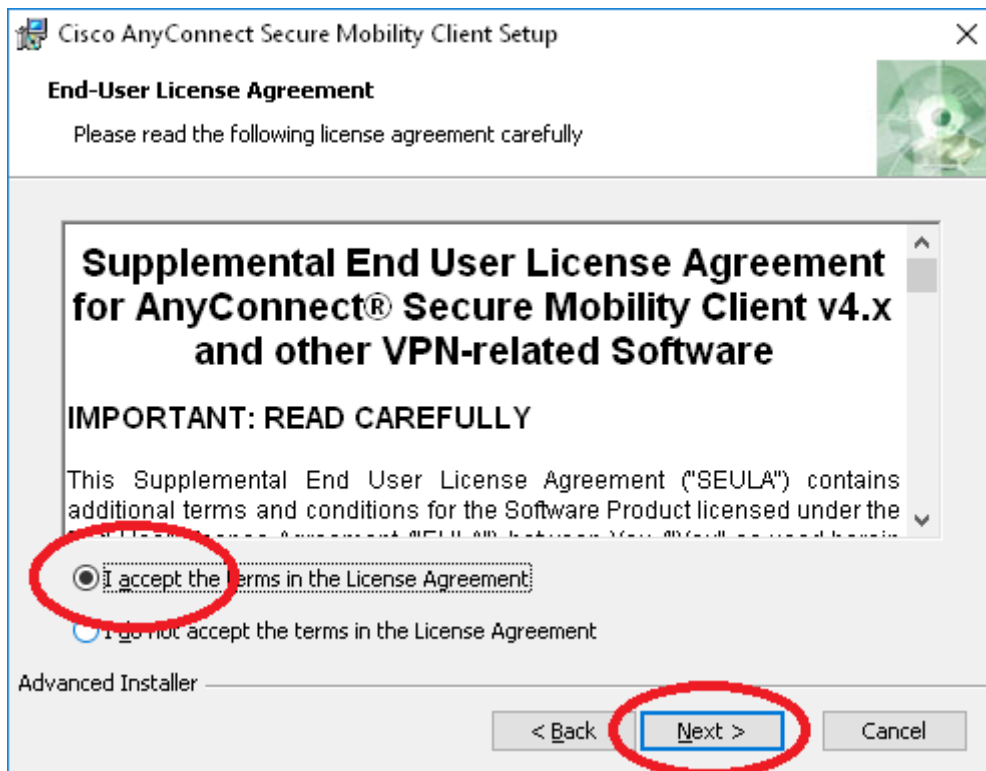 Cisco AnyConnect Secure Mobility Client Setup
End-User License Agreement
Please read the following license agreement carefully
Supplemental End User License Agreement
for AnyConnect® Secure Mobility Client v4.x
and other VPN-related Software
IMPORTANT: READ CAREFULLY
This Supplemental End User License Agreement ("SEULA") contains
additional terms and conditions for the Software Product licensed under the
I accept the terms in the License Agreement
I do not accept the terms in the License Agreement
Advanced Installer
< Back
Next >
Cancel